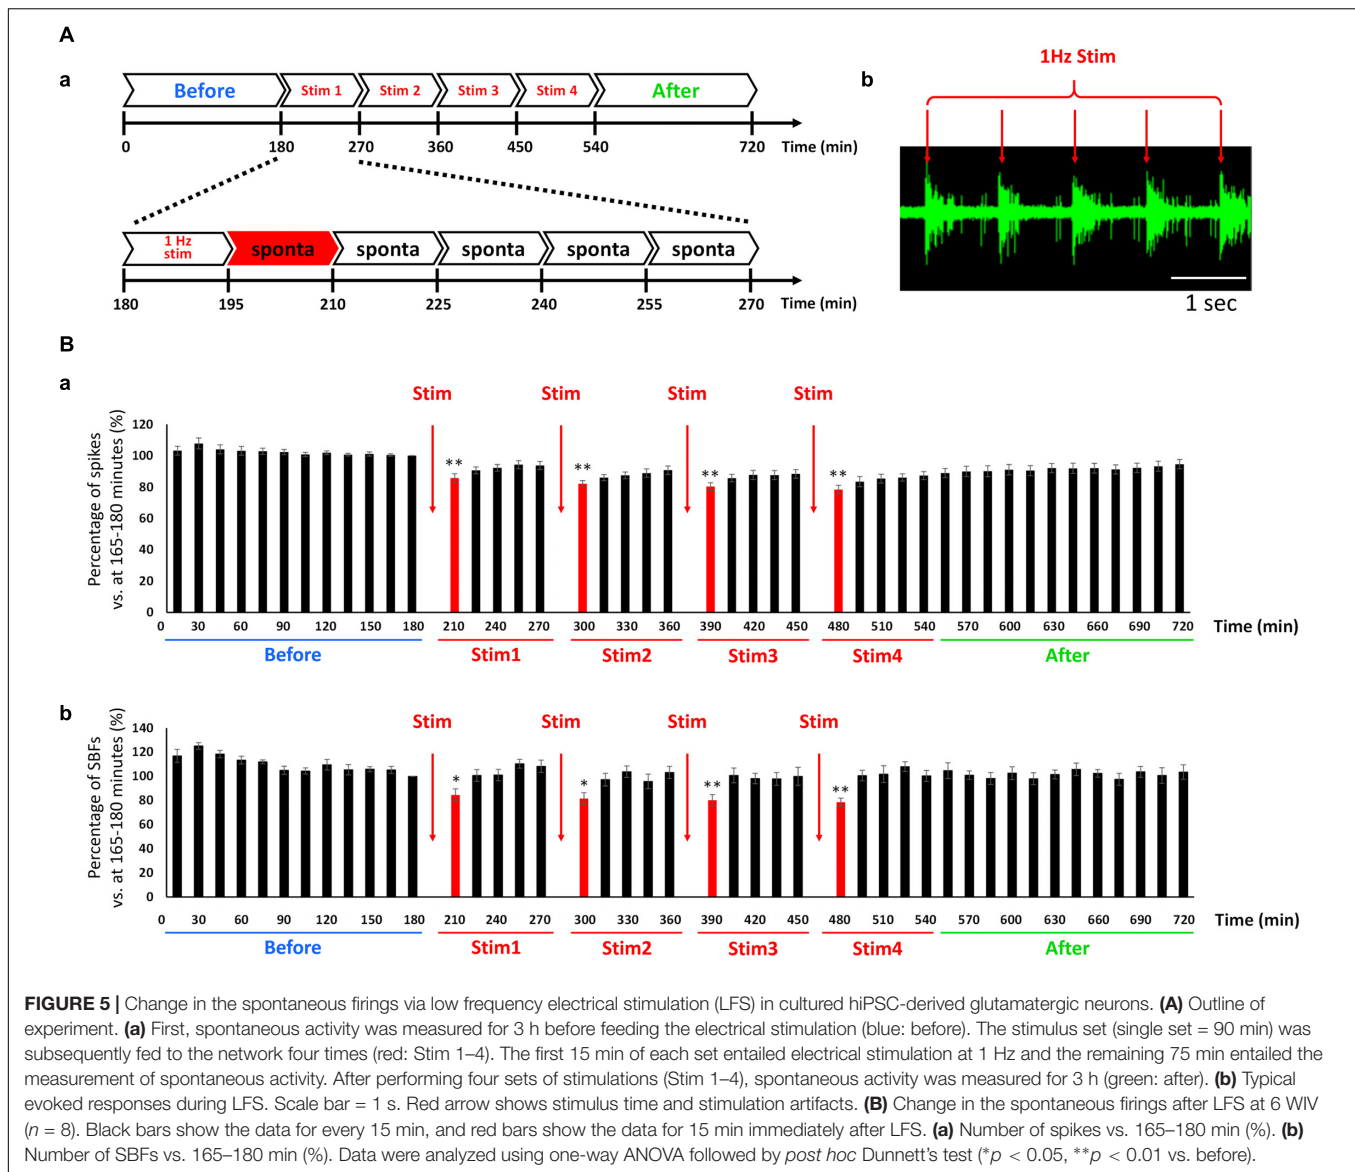 A
a
Before
Stim 1
Stim 2
Stim 3
Stim 4
After
0
180
270
360
450
540
720
Time (min)
1 Hz
stim
sponta
sponta
sponta
sponta
sponta
180
195
210
225
240
255
270
Time (min)
b
1Hz Stim
1 sec
B
a
Stim
Stim
Stim
Stim
Percentage of spikes
vs. at 165-180 minutes (%)
120
100
80
60
40
20
0
**
**
**
**
0 30 60 90 120 150 180 210 240 270 300 330 360 390 420 450 480 510 540 570 600 630 660 690 720
Time (min)
Before
Stim1
Stim2
Stim3
Stim4
After
b
Stim
Stim
Stim
Stim
Percentage of SBFs
vs. at 165-180 minutes (%)
140
120
100
80
60
40
20
0
*
*
**
**
0 30 60 90 120 150 180 210 240 270 300 330 360 390 420 450 480 510 540 570 600 630 660 690 720
Time (min)
Before
Stim1
Stim2
Stim3
Stim4
After
FIGURE 5 | Change in the spontaneous firings via low frequency electrical stimulation (LFS) in cultured hiPSC-derived glutamatergic neurons. (A) Outline of
experiment. (a) First, spontaneous activity was measured for 3 h before feeding the electrical stimulation (blue: before). The stimulus set (single set = 90 min) was
subsequently fed to the network four times (red: Stim 1–4). The first 15 min of each set entailed electrical stimulation at 1 Hz and the remaining 75 min entailed the
measurement of spontaneous activity. After performing four sets of stimulations (Stim 1–4), spontaneous activity was measured for 3 h (green: after). (b) Typical
evoked responses during LFS. Scale bar = 1 s. Red arrow shows stimulus time and stimulation artifacts. (B) Change in the spontaneous firings after LFS at 6 WIV
(n = 8). Black bars show the data for every 15 min, and red bars show the data for 15 min immediately after LFS. (a) Number of spikes vs. 165–180 min (%). (b)
Number of SBFs vs. 165–180 min (%). Data were analyzed using one-way ANOVA followed by post hoc Dunnett's test (*p < 0.05, **p < 0.01 vs. before).